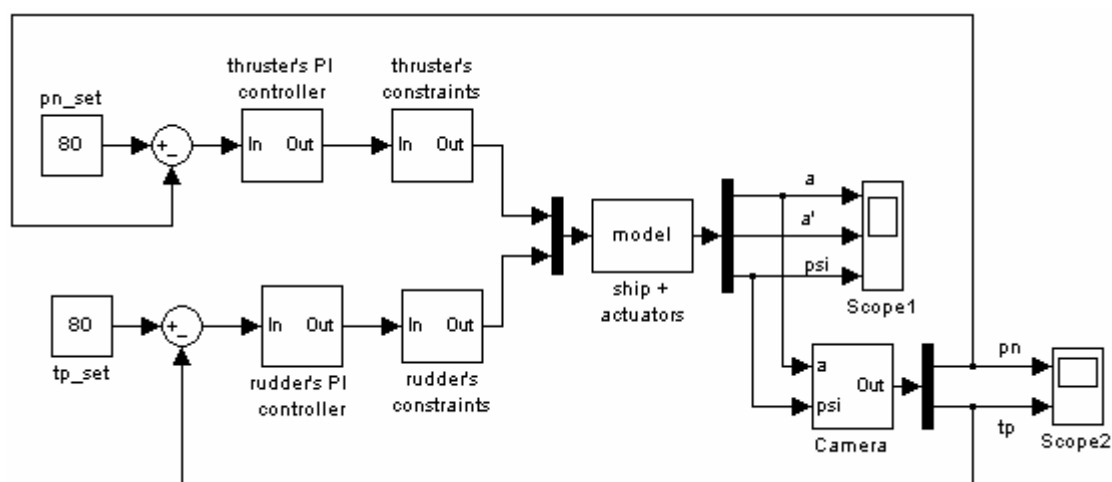 thruster's PI
controller
thruster's
constraints
pn_set
80
+
−
In Out
In Out
a
a'
psi
Scope1
model
ship +
actuators
80
tp_set
+
−
In Out
In Out
rudder's PI
controller
rudder's
constraints
a
psi
Out
Camera
pn
tp
Scope2